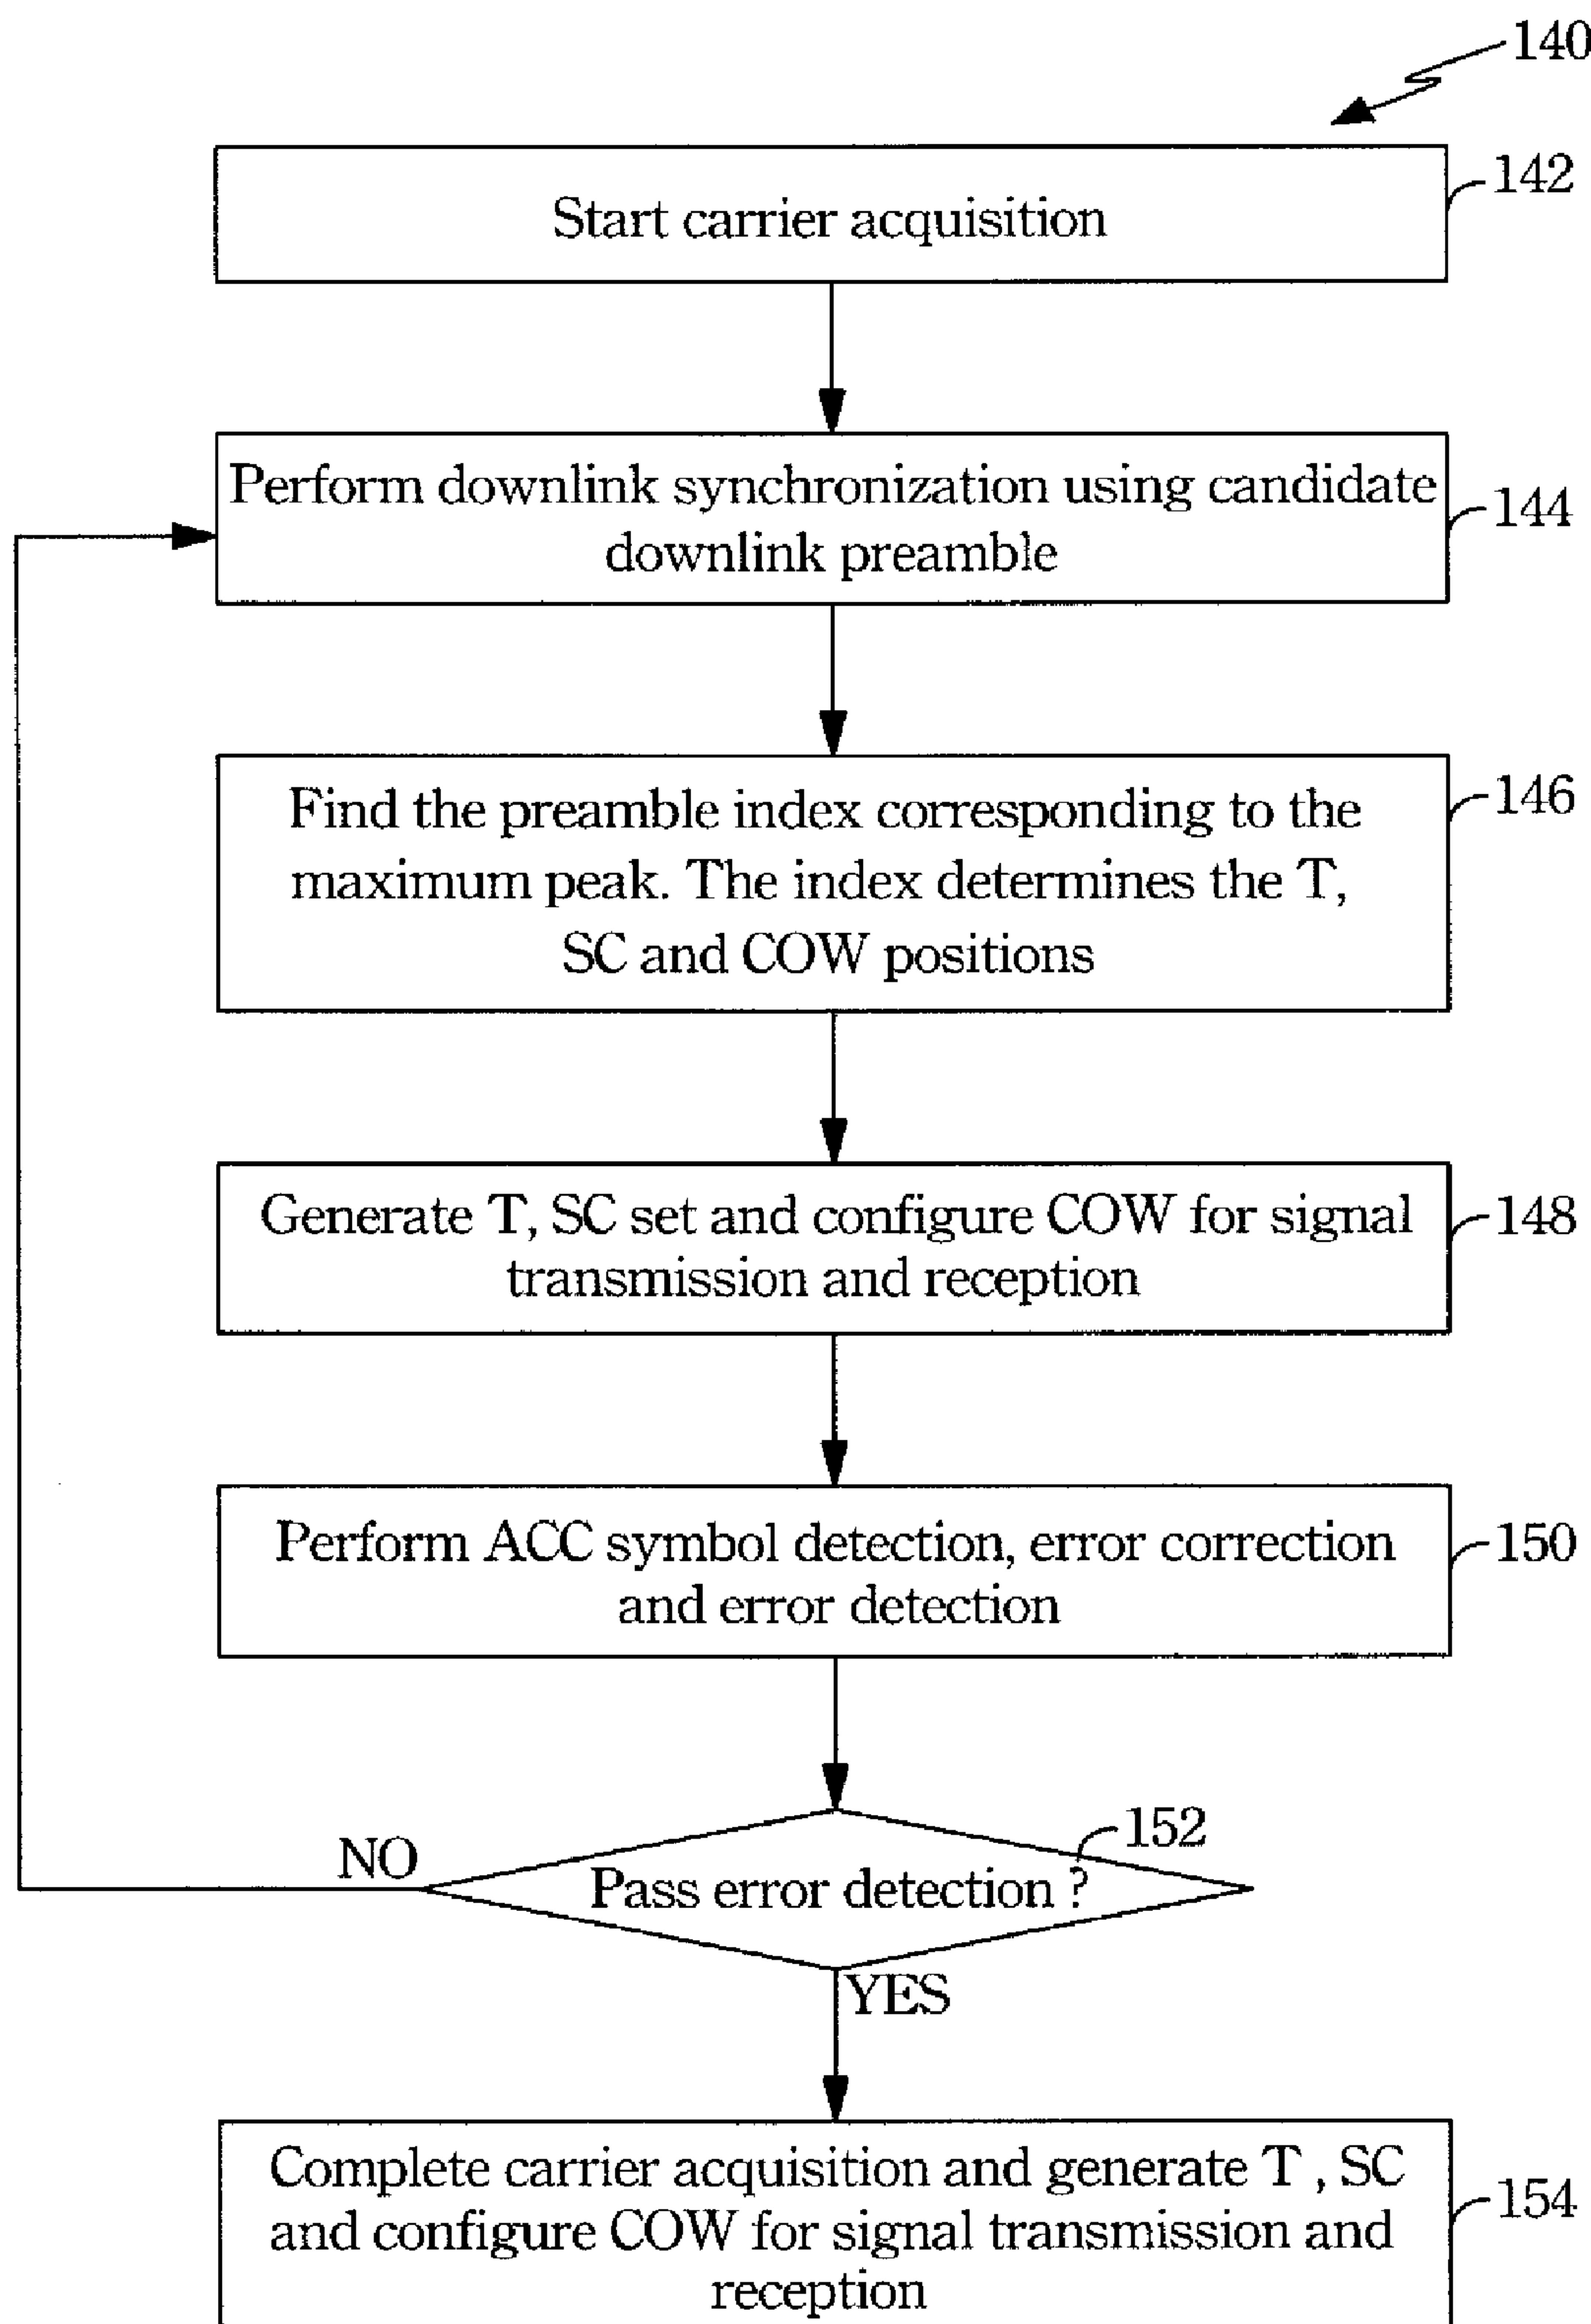 140
Start carrier acquisition
142
Perform downlink synchronization using candidate
downlink preamble
144
Find the preamble index corresponding to the
maximum peak. The index determines the T,
SC and COW positions
146
Generate T, SC set and configure COW for signal
transmission and reception
148
Perform ACC symbol detection, error correction
and error detection
150
152
NO
Pass error detection ?
YES
Complete carrier acquisition and generate T , SC
and configure COW for signal transmission and
reception
154